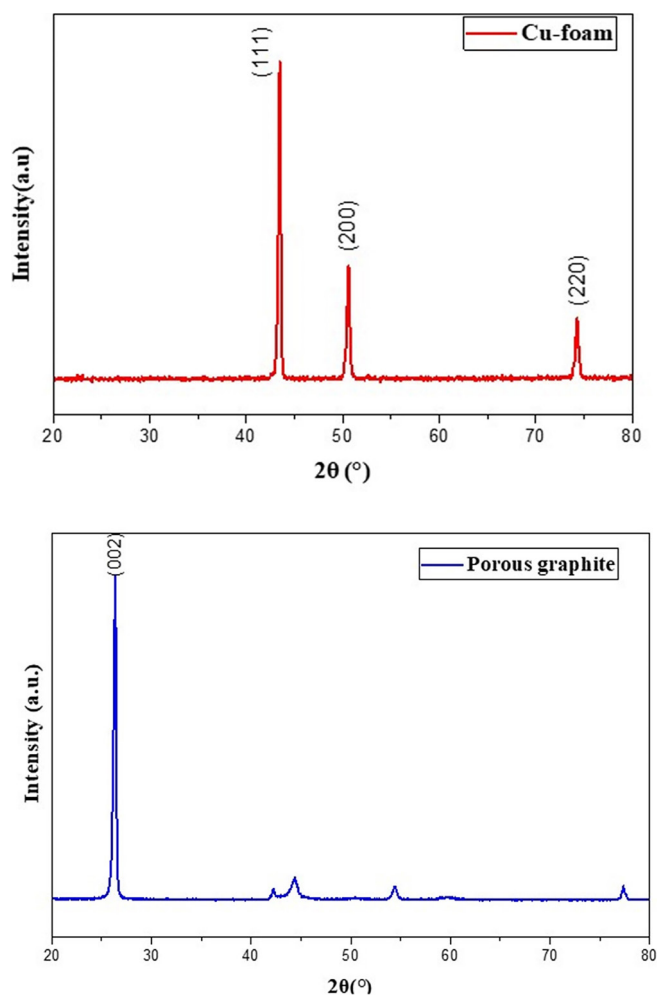 Cu-foam
(111)
(200)
(220)
Intensity(a.u)
20 30 40 50 60 70 80
2θ (°)
(002)
Porous graphite
Intensity (a.u.)
20 30 40 50 60 70 80
2θ(°)